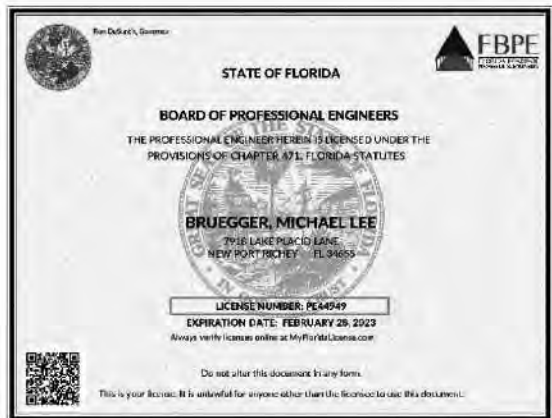 Ron DeSantis, Governor
FBPE
STATE OF FLORIDA
BOARD OF PROFESSIONAL ENGINEERS
THE PROFESSIONAL ENGINEER HEREIN IS LICENSED UNDER THE
PROVISIONS OF CHAPTER 471, FLORIDA STATUTES
BRUEGGER, MICHAEL LEE
7918 LAKE PLACID LANE
NEW PORT RICHEY FL 34655
LICENSE NUMBER: PE44949
EXPIRATION DATE: FEBRUARY 28, 2023
Always verify licenses online at MyFloridaLicense.com
Do not alter this document in any form.
This is your license. It is unlawful for anyone other than the licensee to use this document.